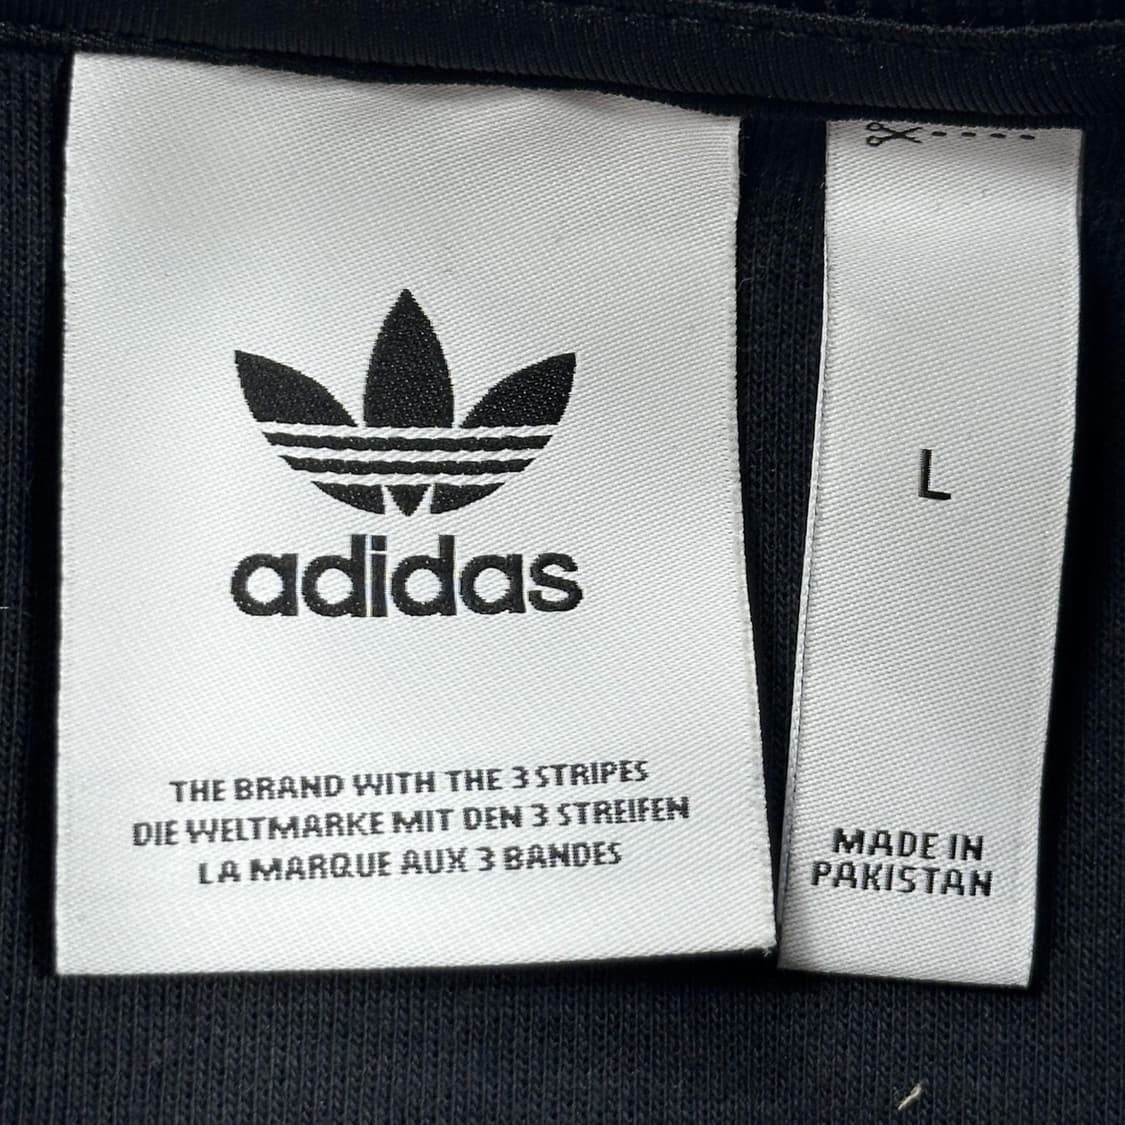 adidas
THE BRAND WITH THE 3 STRIPES
DIE WELTMARKE MIT DEN 3 STREIFEN
LA MARQUE AUX 3 BANDES
L
MADE IN
PAKISTAN